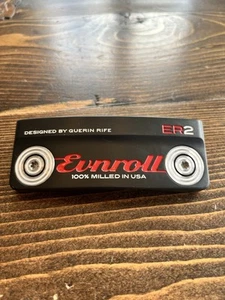 DESIGNED BY GUERIN RIFE
ER2
Evnroll
100% MILLED IN USA